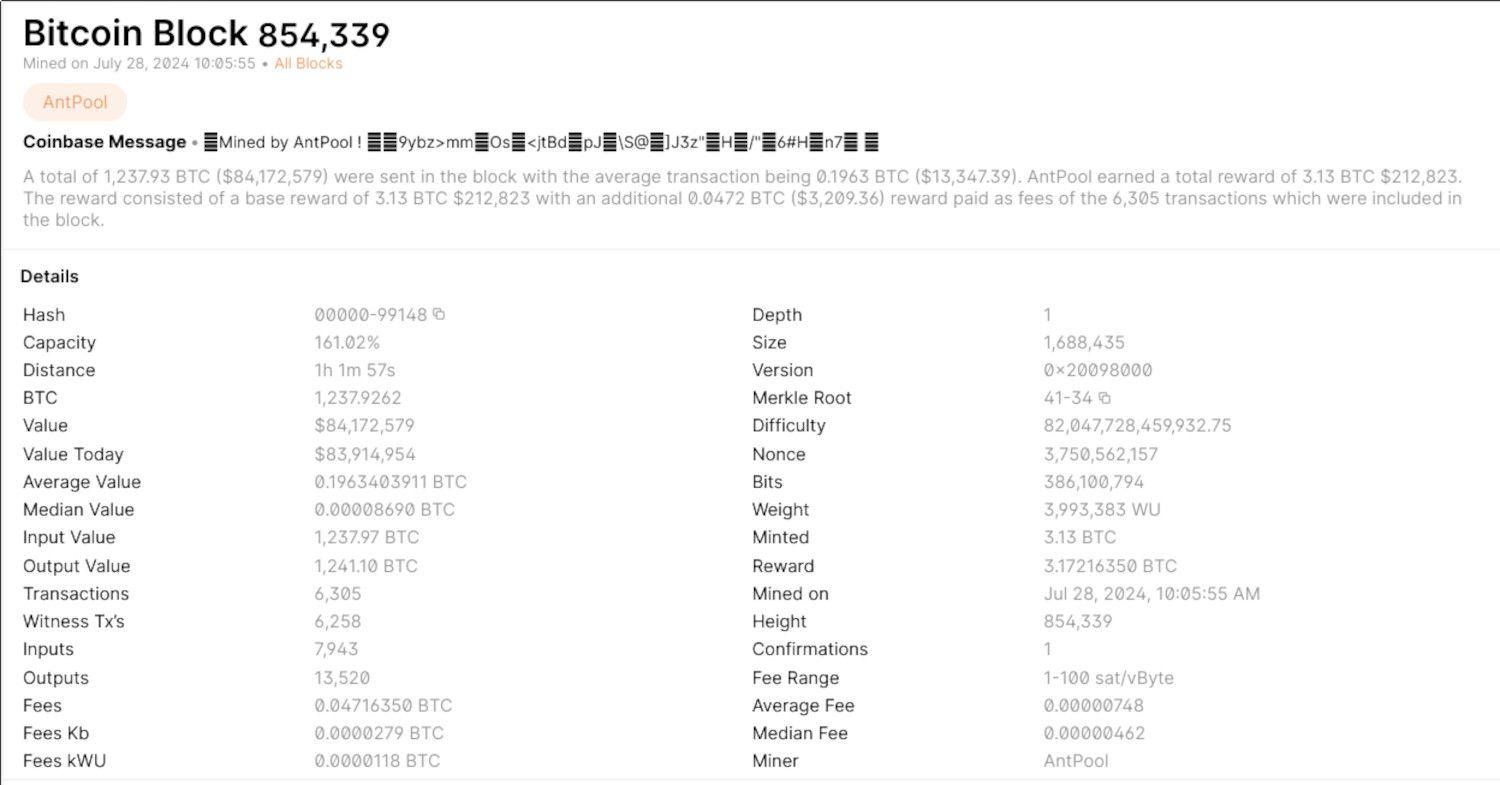 Bitcoin Block 854,339
Mined on July 28, 2024 10:05:55 • All Blocks
AntPool
Coinbase Message • ䷀Mined by AntPool ! ䷀䷀9ybz>mm䷀Os䷀<jtBd䷀pJ䷀\S@䷀]J3z"䷀H䷀/"䷀6#H䷀n7䷀ ䷀
A total of 1,237.93 BTC ($84,172,579) were sent in the block with the average transaction being 0.1963 BTC ($13,347.39). AntPool earned a total reward of 3.13 BTC $212,823.
The reward consisted of a base reward of 3.13 BTC $212,823 with an additional 0.0472 BTC ($3,209.36) reward paid as fees of the 6,305 transactions which were included in
the block.
Details
Hash 00000-99148
Capacity 161.02%
Distance 1h 1m 57s
BTC 1,237.9262
Value $84,172,579
Value Today $83,914,954
Average Value 0.1963403911 BTC
Median Value 0.00008690 BTC
Input Value 1,237.97 BTC
Output Value 1,241.10 BTC
Transactions 6,305
Witness Tx's 6,258
Inputs 7,943
Outputs 13,520
Fees 0.04716350 BTC
Fees Kb 0.0000279 BTC
Fees kWU 0.0000118 BTC
Depth 1
Size 1,688,435
Version 0×20098000
Merkle Root 41-34
Difficulty 82,047,728,459,932.75
Nonce 3,750,562,157
Bits 386,100,794
Weight 3,993,383 WU
Minted 3.13 BTC
Reward 3.17216350 BTC
Mined on Jul 28, 2024, 10:05:55 AM
Height 854,339
Confirmations 1
Fee Range 1-100 sat/vByte
Average Fee 0.00000748
Median Fee 0.00000462
Miner AntPool